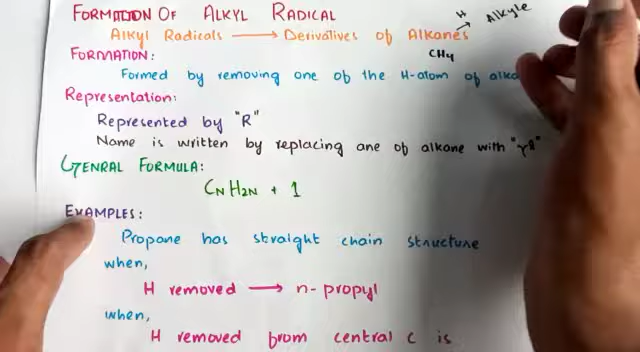 FORMATION OF ALKYL RADICAL
Alkyl Radicals → Derivatives of Alkanes
H → Alkyle
CH4
FORMATION:
Formed by removing one of the H-atom of
Representation:
Represented by "R"
Name is written by replacing one of alkane with "yl"
GENRAL FORMULA:
CNH2N + 1
EXAMPLES:
Propane has straight chain structure
when,
H removed → n-propyl
when,
H removed from central c is